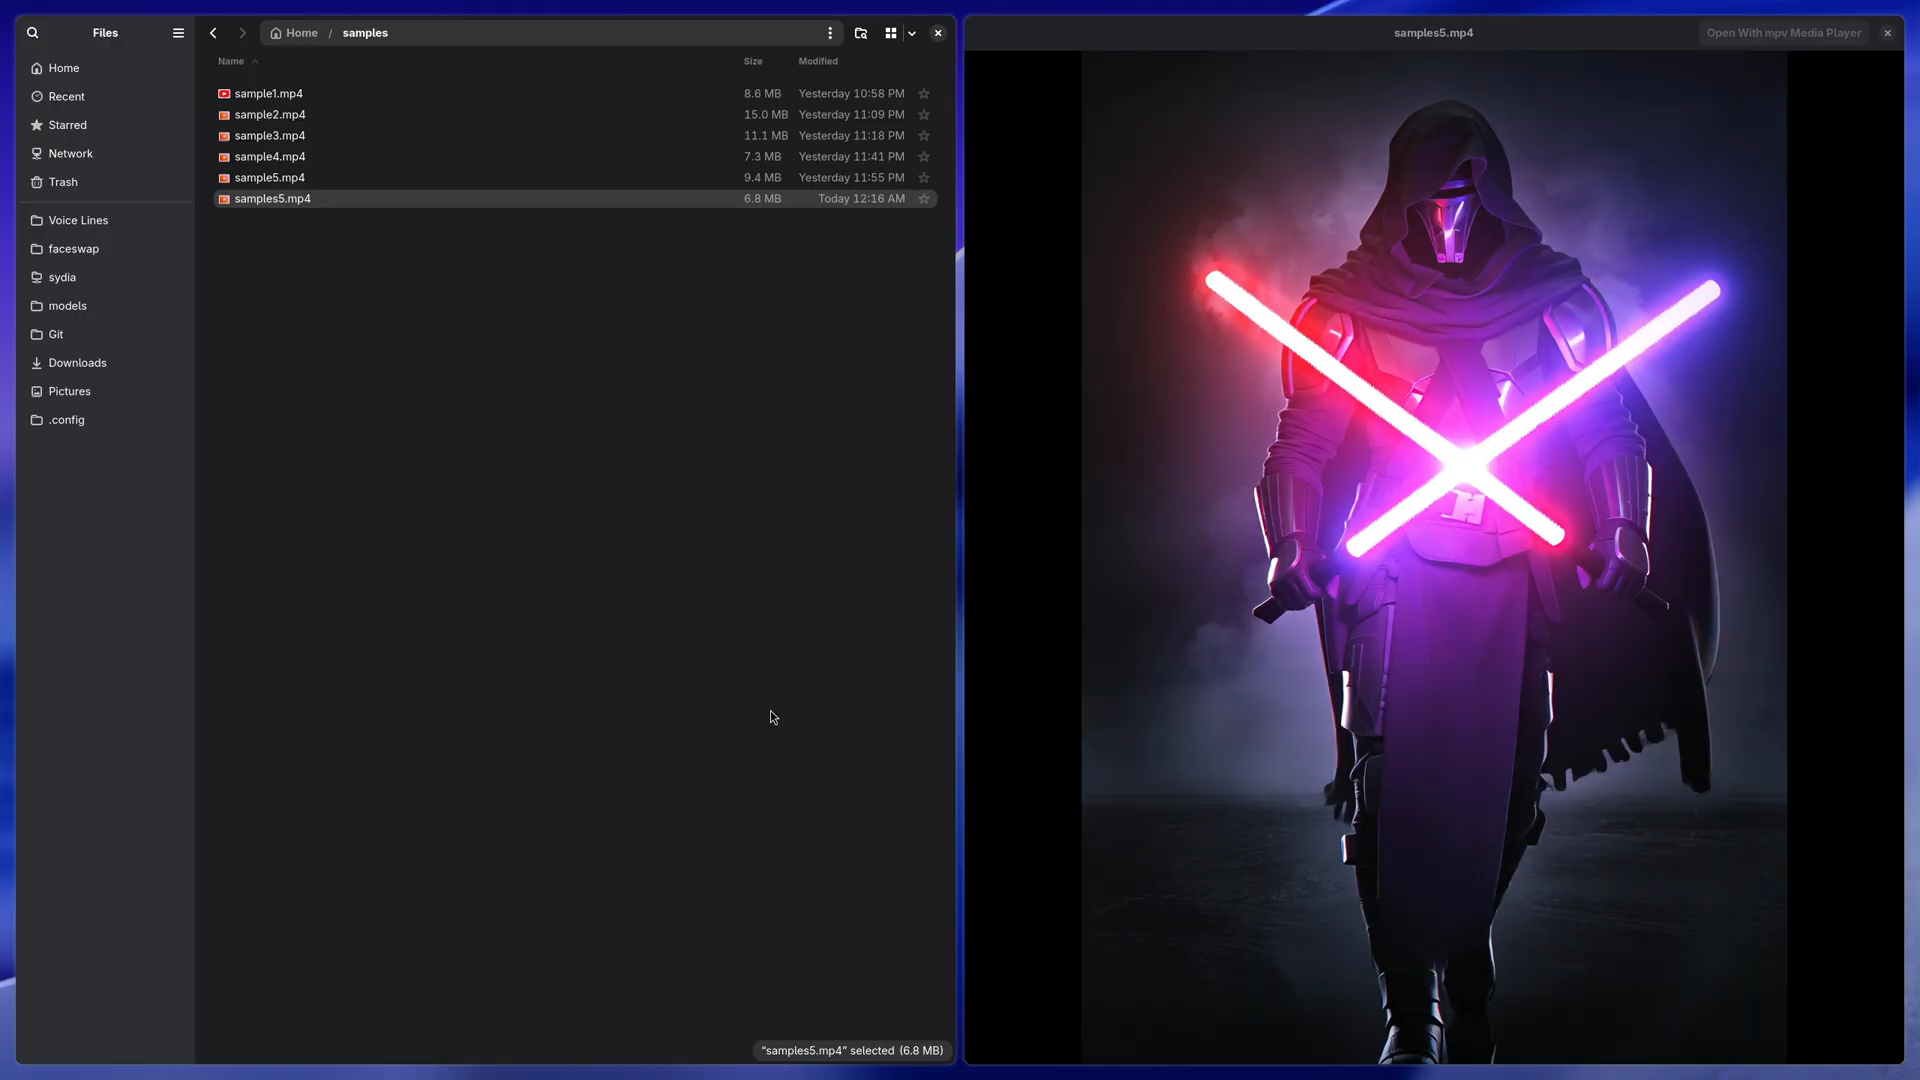 Files
Home / samples
Home
Recent
Starred
Network
Trash
Voice Lines
faceswap
sydia
models
Git
Downloads
Pictures
.config
Name Size Modified
sample1.mp4 8.6 MB Yesterday 10:58 PM
sample2.mp4 15.0 MB Yesterday 11:09 PM
sample3.mp4 11.1 MB Yesterday 11:18 PM
sample4.mp4 7.3 MB Yesterday 11:41 PM
sample5.mp4 9.4 MB Yesterday 11:55 PM
samples5.mp4 6.8 MB Today 12:16 AM
“samples5.mp4” selected (6.8 MB)
samples5.mp4
Open With mpv Media Player